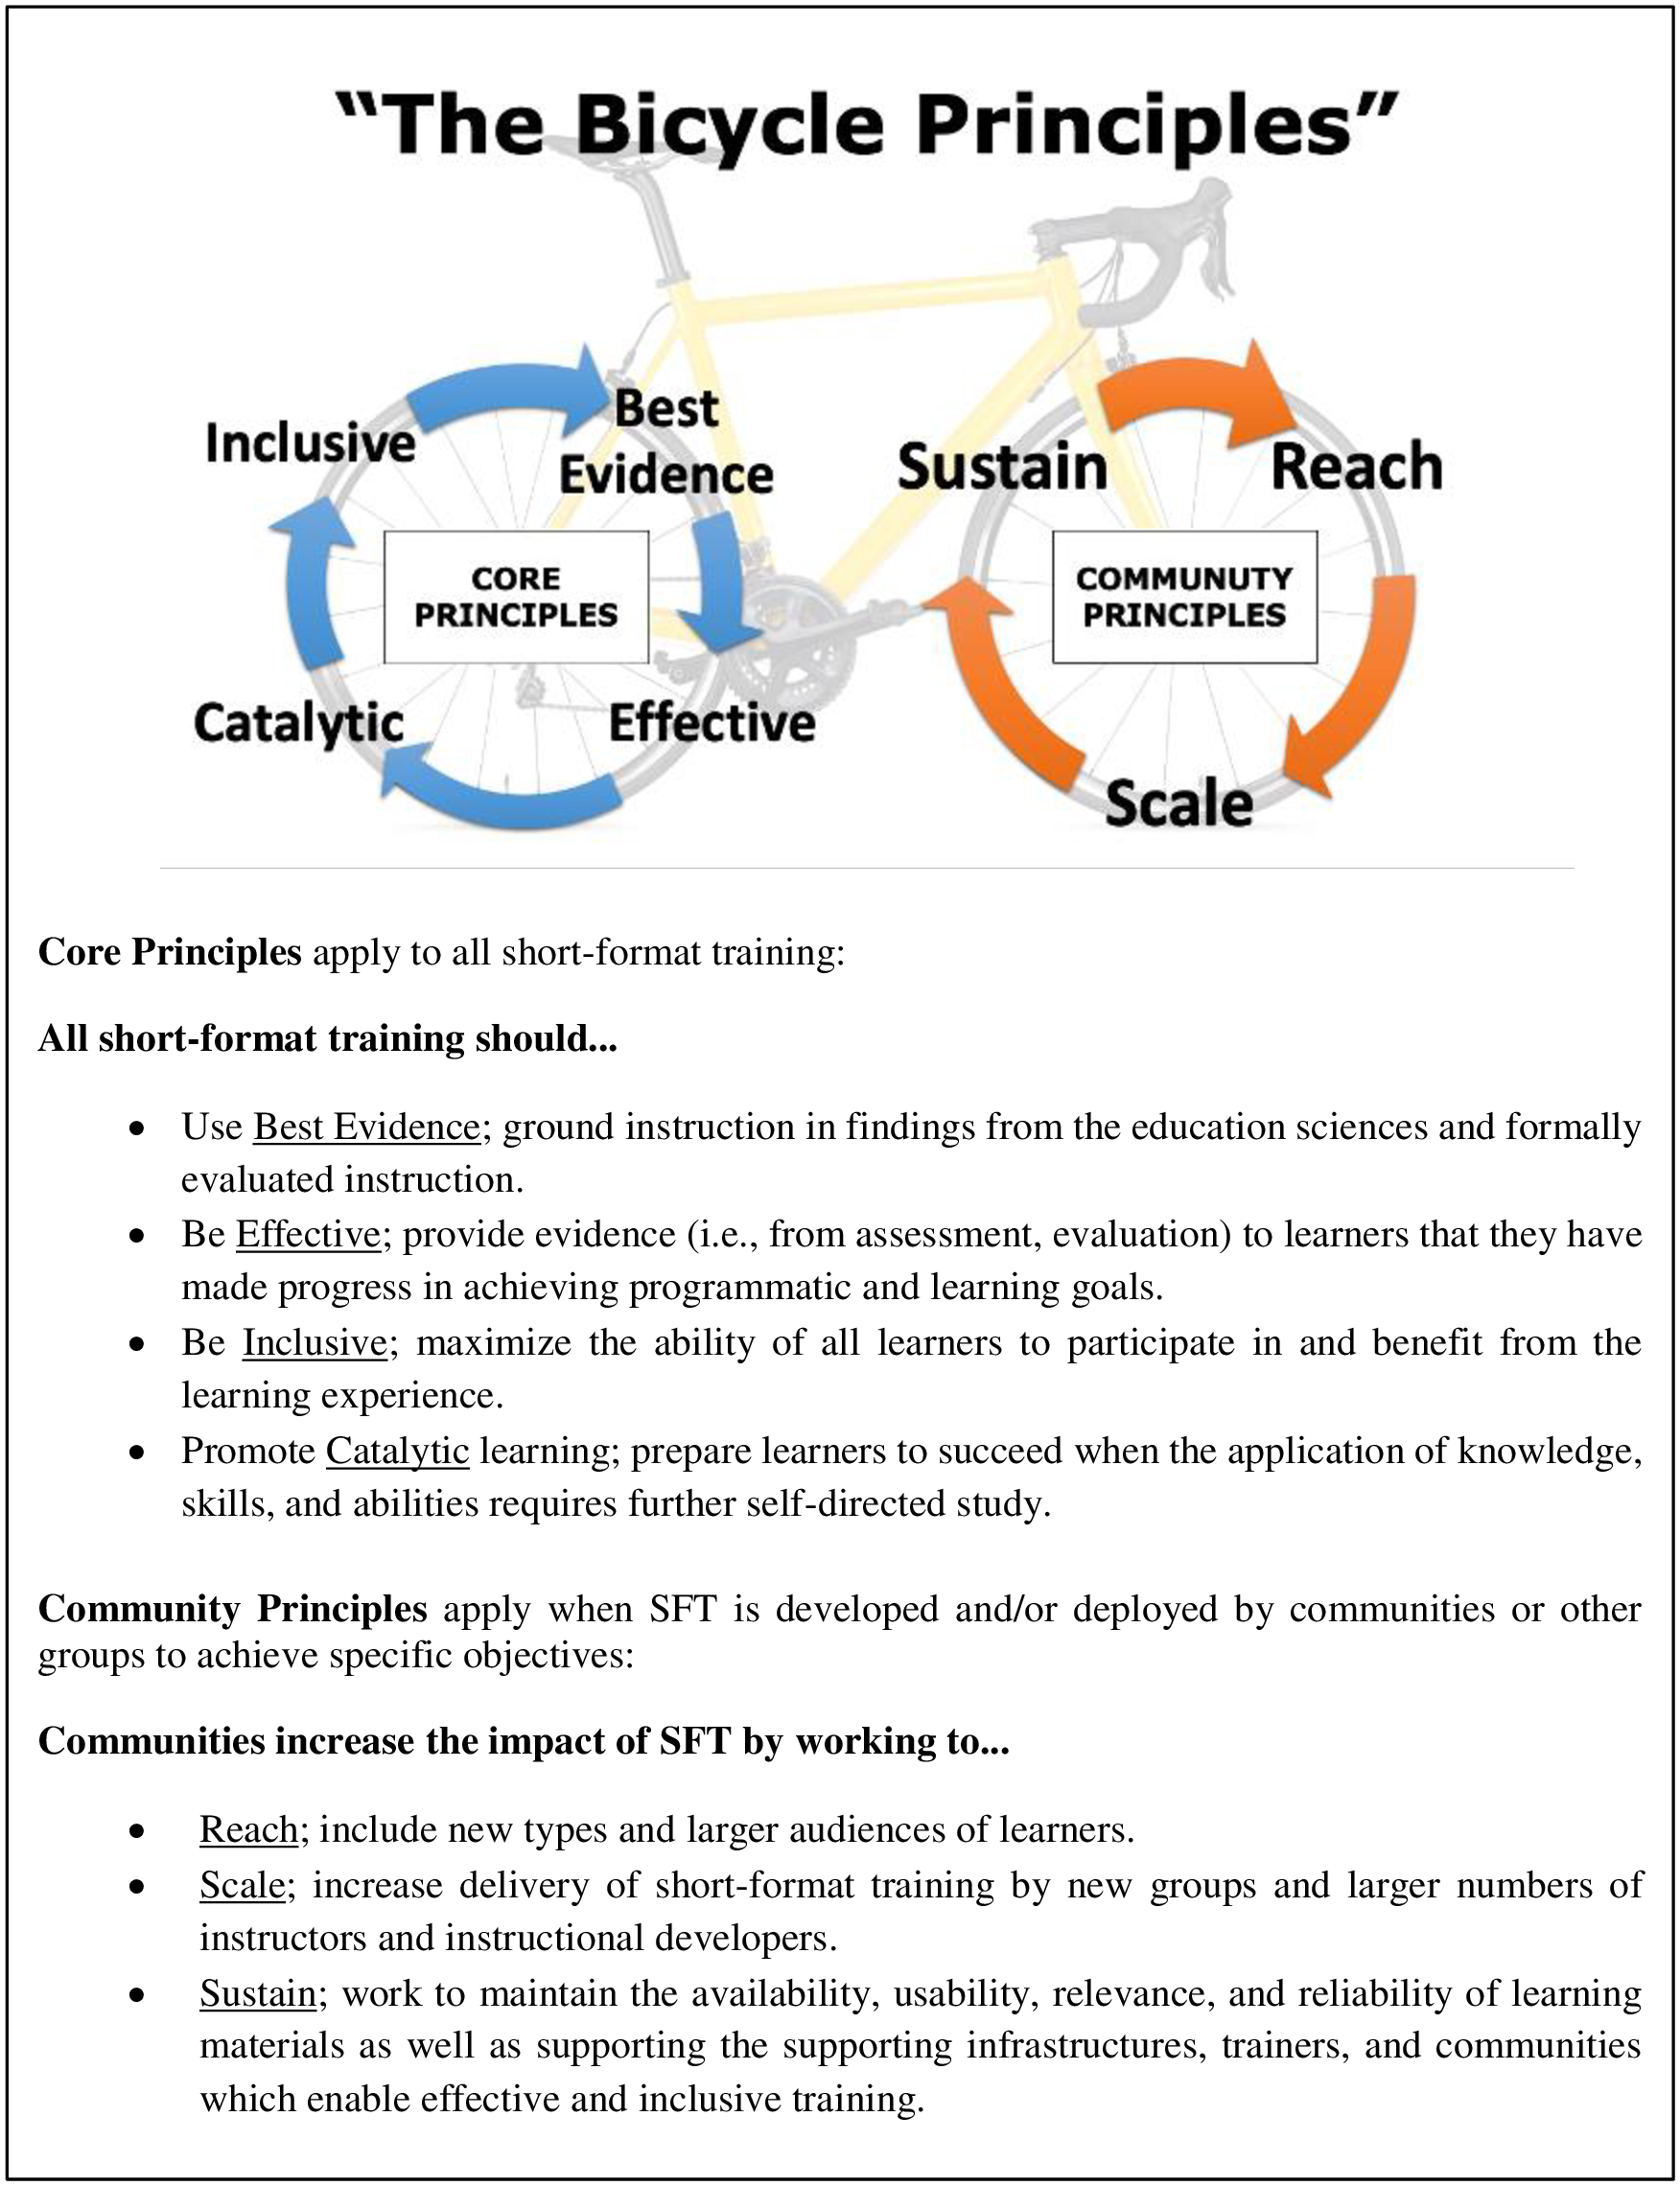 “The Bicycle Principles”
Inclusive
Best
Evidence
CORE
PRINCIPLES
Catalytic
Effective
Sustain
Reach
COMMUNUTY
PRINCIPLES
Scale
Core Principles apply to all short-format training:
All short-format training should...
• Use Best Evidence; ground instruction in findings from the education sciences and formally
evaluated instruction.
• Be Effective; provide evidence (i.e., from assessment, evaluation) to learners that they have
made progress in achieving programmatic and learning goals.
• Be Inclusive; maximize the ability of all learners to participate in and benefit from the
learning experience.
• Promote Catalytic learning; prepare learners to succeed when the application of knowledge,
skills, and abilities requires further self-directed study.
Community Principles apply when SFT is developed and/or deployed by communities or other
groups to achieve specific objectives:
Communities increase the impact of SFT by working to...
• Reach; include new types and larger audiences of learners.
• Scale; increase delivery of short-format training by new groups and larger numbers of
instructors and instructional developers.
• Sustain; work to maintain the availability, usability, relevance, and reliability of learning
materials as well as supporting the supporting infrastructures, trainers, and communities
which enable effective and inclusive training.